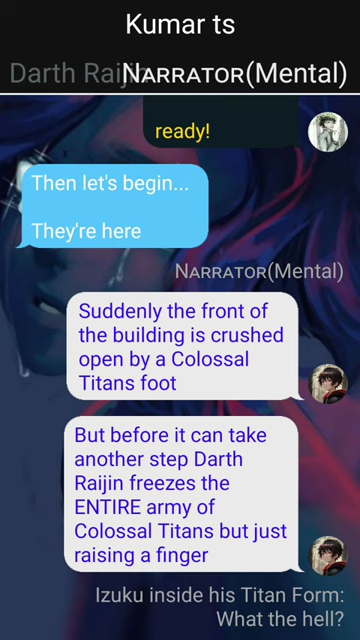 Kumar ts
Darth Raijin
Narrator(Mental)
ready!
Then let's begin...
They're here
Narrator(Mental)
Suddenly the front of
the building is crushed
open by a Colossal
Titans foot
But before it can take
another step Darth
Raijin freezes the
ENTIRE army of
Colossal Titans but just
raising a finger
Izuku inside his Titan Form:
What the hell?